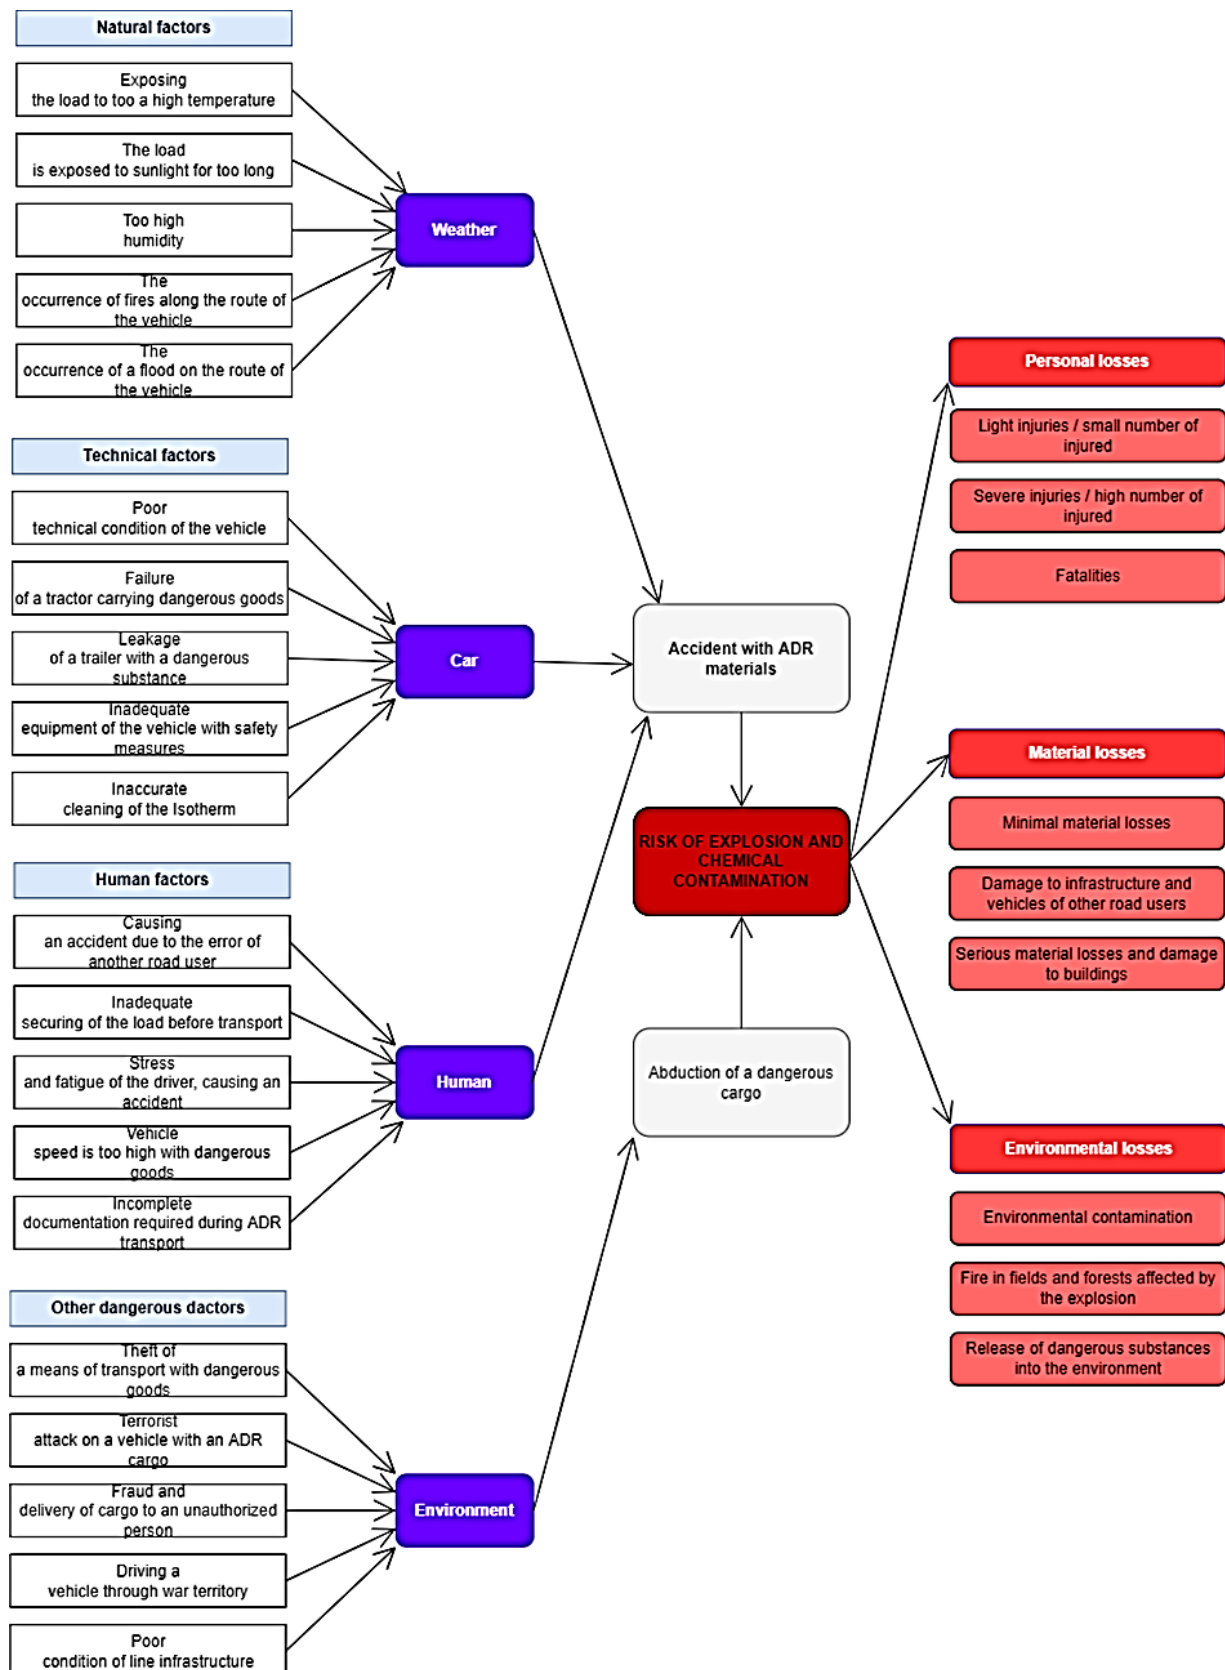 Natural factors
Exposing
the load to too a high temperature
The load
is exposed to sunlight for too long
Too high
humidity
The
occurrence of fires along the route of
the vehicle
The
occurrence of a flood on the route of
the vehicle
Weather
Technical factors
Poor
technical condition of the vehicle
Failure
of a tractor carrying dangerous goods
Leakage
of a trailer with a dangerous
substance
Inadequate
equipment of the vehicle with safety
measures
Inaccurate
cleaning of the Isotherm
Car
Human factors
Causing
an accident due to the error of
another road user
Inadequate
securing of the load before transport
Stress
and fatigue of the driver, causing an
accident
Vehicle
speed is too high with dangerous
goods
Incomplete
documentation required during ADR
transport
Human
Other dangerous dactors
Theft of
a means of transport with dangerous
goods
Terrorist
attack on a vehicle with an ADR
cargo
Fraud and
delivery of cargo to an unauthorized
person
Driving a
vehicle through war territory
Poor
condition of line infrastructure
Environment
Accident with ADR
materials
RISK OF EXPLOSION AND
CHEMICAL
CONTAMINATION
Abduction of a dangerous
cargo
Personal losses
Light injuries / small number of
injured
Severe injuries / high number of
injured
Fatalities
Material losses
Minimal material losses
Damage to infrastructure and
vehicles of other road users
Serious material losses and damage
to buildings
Environmental losses
Environmental contamination
Fire in fields and forests affected by
the explosion
Release of dangerous substances
into the environment